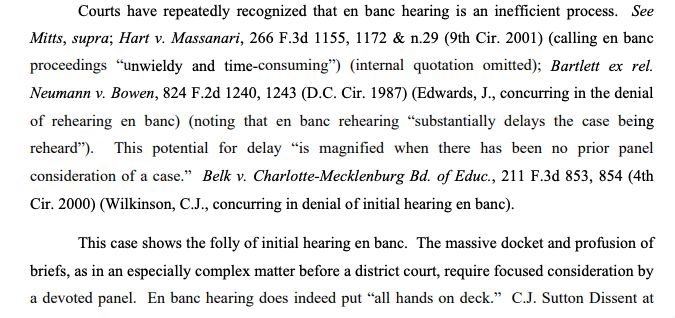 Courts have repeatedly recognized that en banc hearing is an inefficient process. See
Mitts, supra; Hart v. Massanari, 266 F.3d 1155, 1172 & n.29 (9th Cir. 2001) (calling en banc
proceedings “unwieldy and time-consuming”) (internal quotation omitted); Bartlett ex rel.
Neumann v. Bowen, 824 F.2d 1240, 1243 (D.C. Cir. 1987) (Edwards, J., concurring in the denial
of rehearing en banc) (noting that en banc rehearing “substantially delays the case being
reheard”). This potential for delay “is magnified when there has been no prior panel
consideration of a case.” Belk v. Charlotte-Mecklenburg Bd. of Educ., 211 F.3d 853, 854 (4th
Cir. 2000) (Wilkinson, C.J., concurring in denial of initial hearing en banc).
This case shows the folly of initial hearing en banc. The massive docket and profusion of
briefs, as in an especially complex matter before a district court, require focused consideration by
a devoted panel. En banc hearing does indeed put “all hands on deck.” C.J. Sutton Dissent at